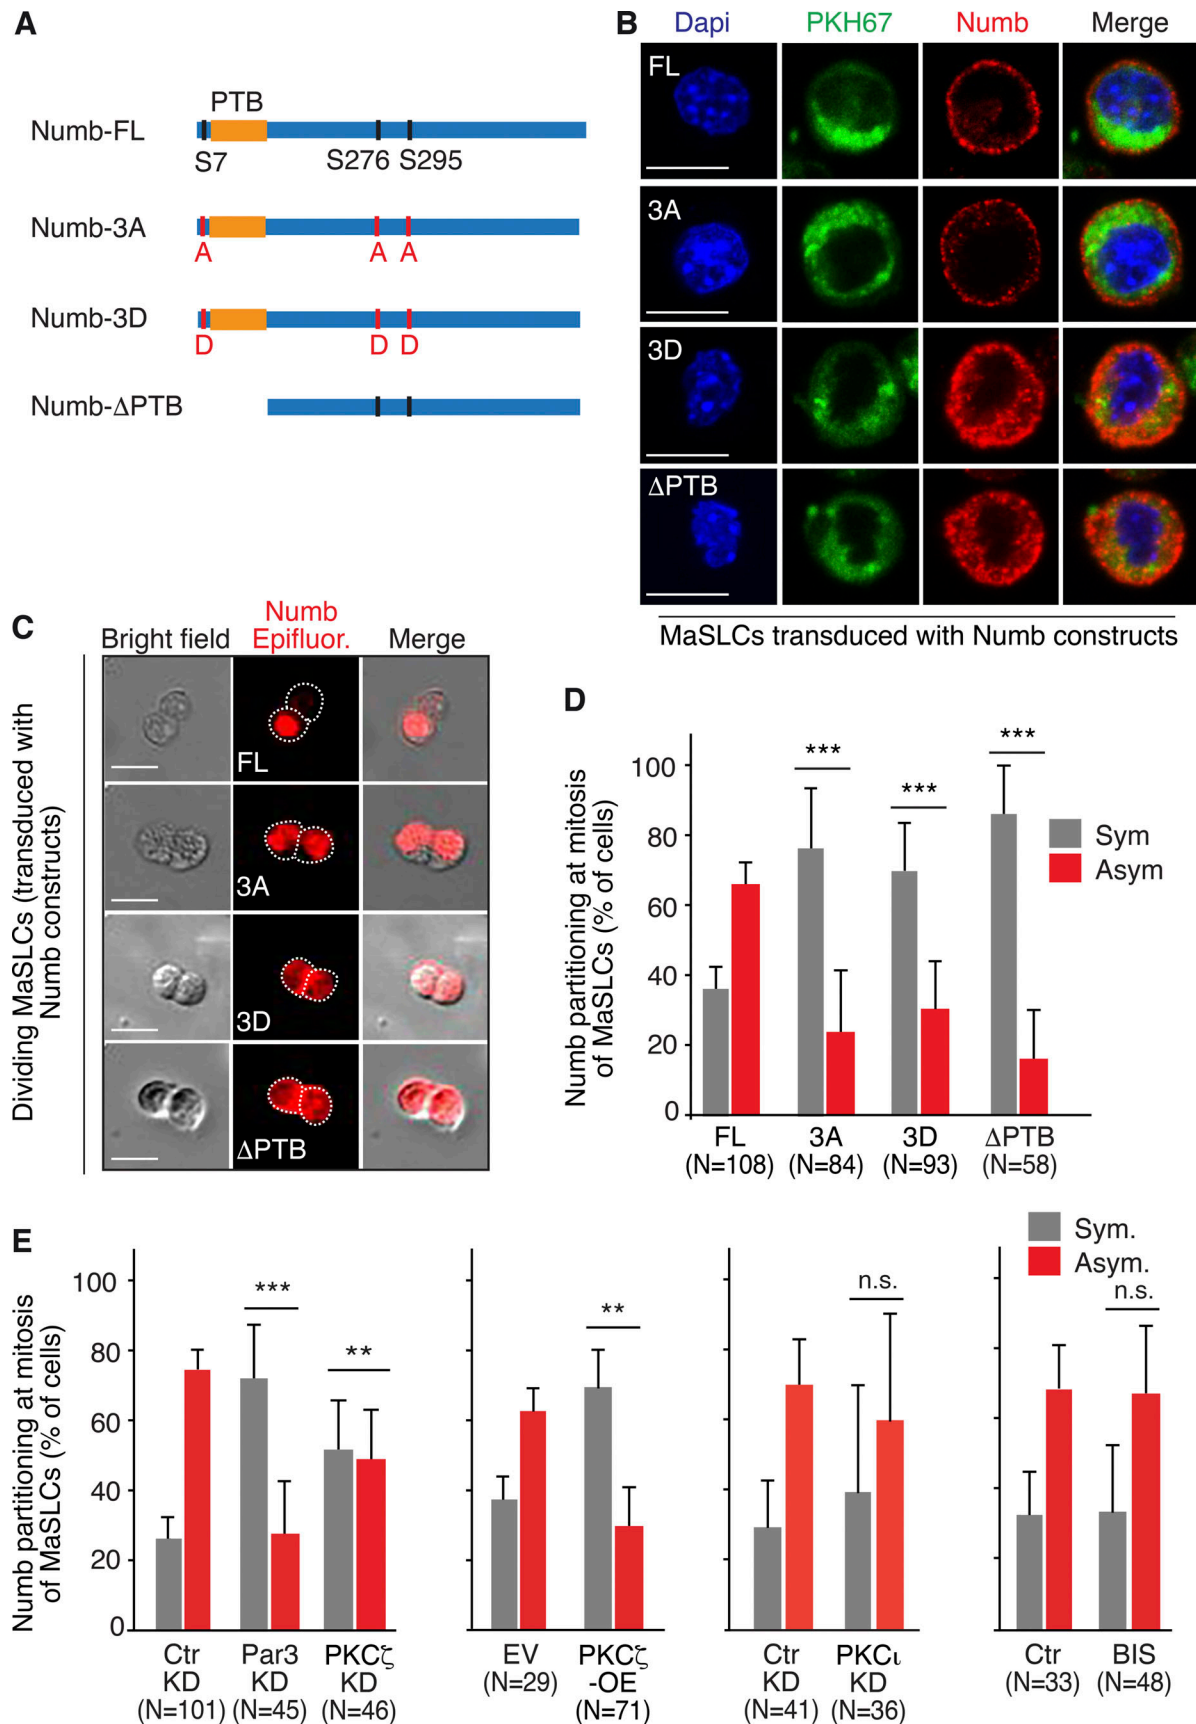 A
PTB
Numb-FL
S7
S276
S295
Numb-3A
A
A
A
Numb-3D
D
D
D
Numb-ΔPTB
B
Dapi
PKH67
Numb
Merge
FL
3A
3D
ΔPTB
MaSLCs transduced with Numb constructs
C
Numb
Bright field
Epifluor.
Merge
Dividing MaSLCs (transduced with
Numb constructs)
FL
3A
3D
ΔPTB
D
Numb partitioning at mitosis
of MaSLCs (% of cells)
100
80
60
40
20
0
***
***
***
Sym
Asym
FL
3A
3D
ΔPTB
(N=108)
(N=84)
(N=93)
(N=58)
E
Numb partitioning at mitosis
of MaSLCs (% of cells)
100
80
60
40
20
0
***
**
Ctr
KD
(N=101)
Par3
KD
(N=45)
PKCζ
KD
(N=46)
**
EV
(N=29)
PKCζ
-OE
(N=71)
n.s.
Ctr
KD
(N=41)
PKCι
KD
(N=36)
Sym.
Asym.
n.s.
Ctr
(N=33)
BIS
(N=48)